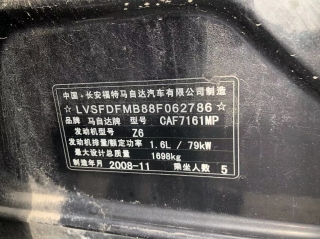 中国·长安福特马自达汽车有限公司制造
☆LVSFDFMB88F062786☆
品牌 马自达牌 型号 CAF7161MP
发动机型号 Z6
发动机排量/额定功率 1.6L / 79kW
最大设计总质量 1698kg
制造年月 2008-11 乘坐人数 5